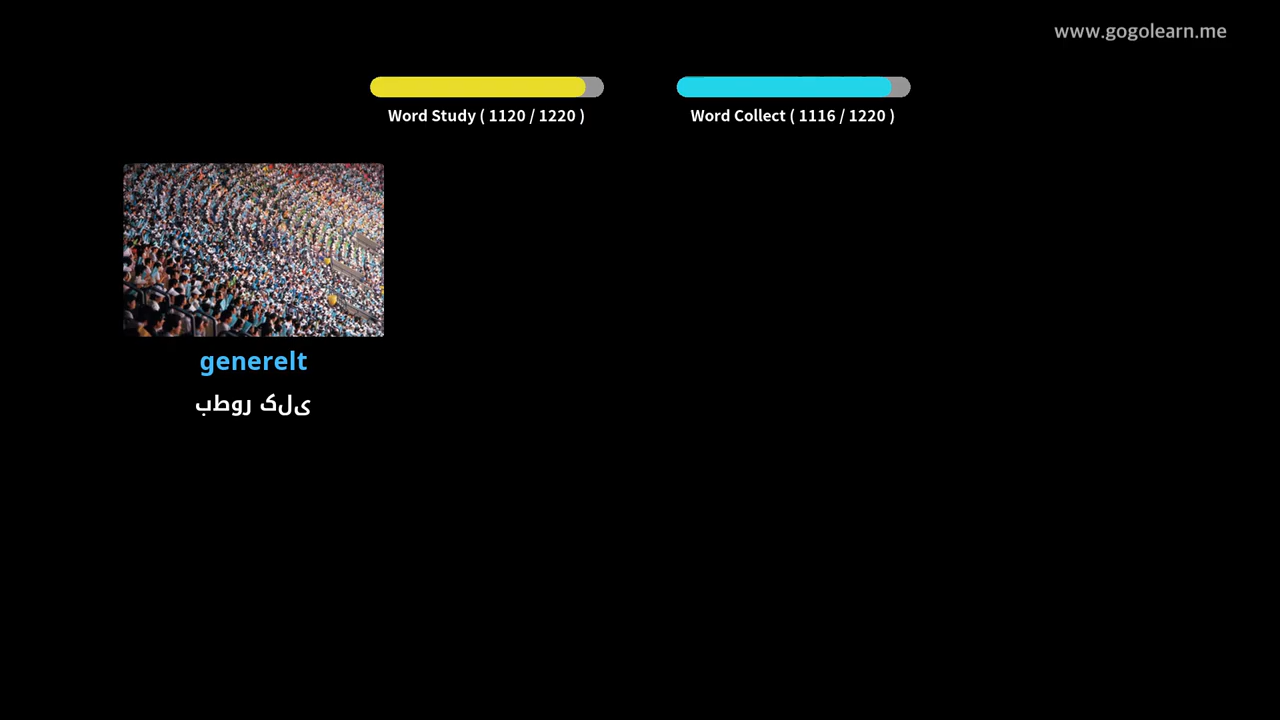 www.gogolearn.me
Word Study ( 1120 / 1220 )
Word Collect ( 1116 / 1220 )
generelt
بطور کلی